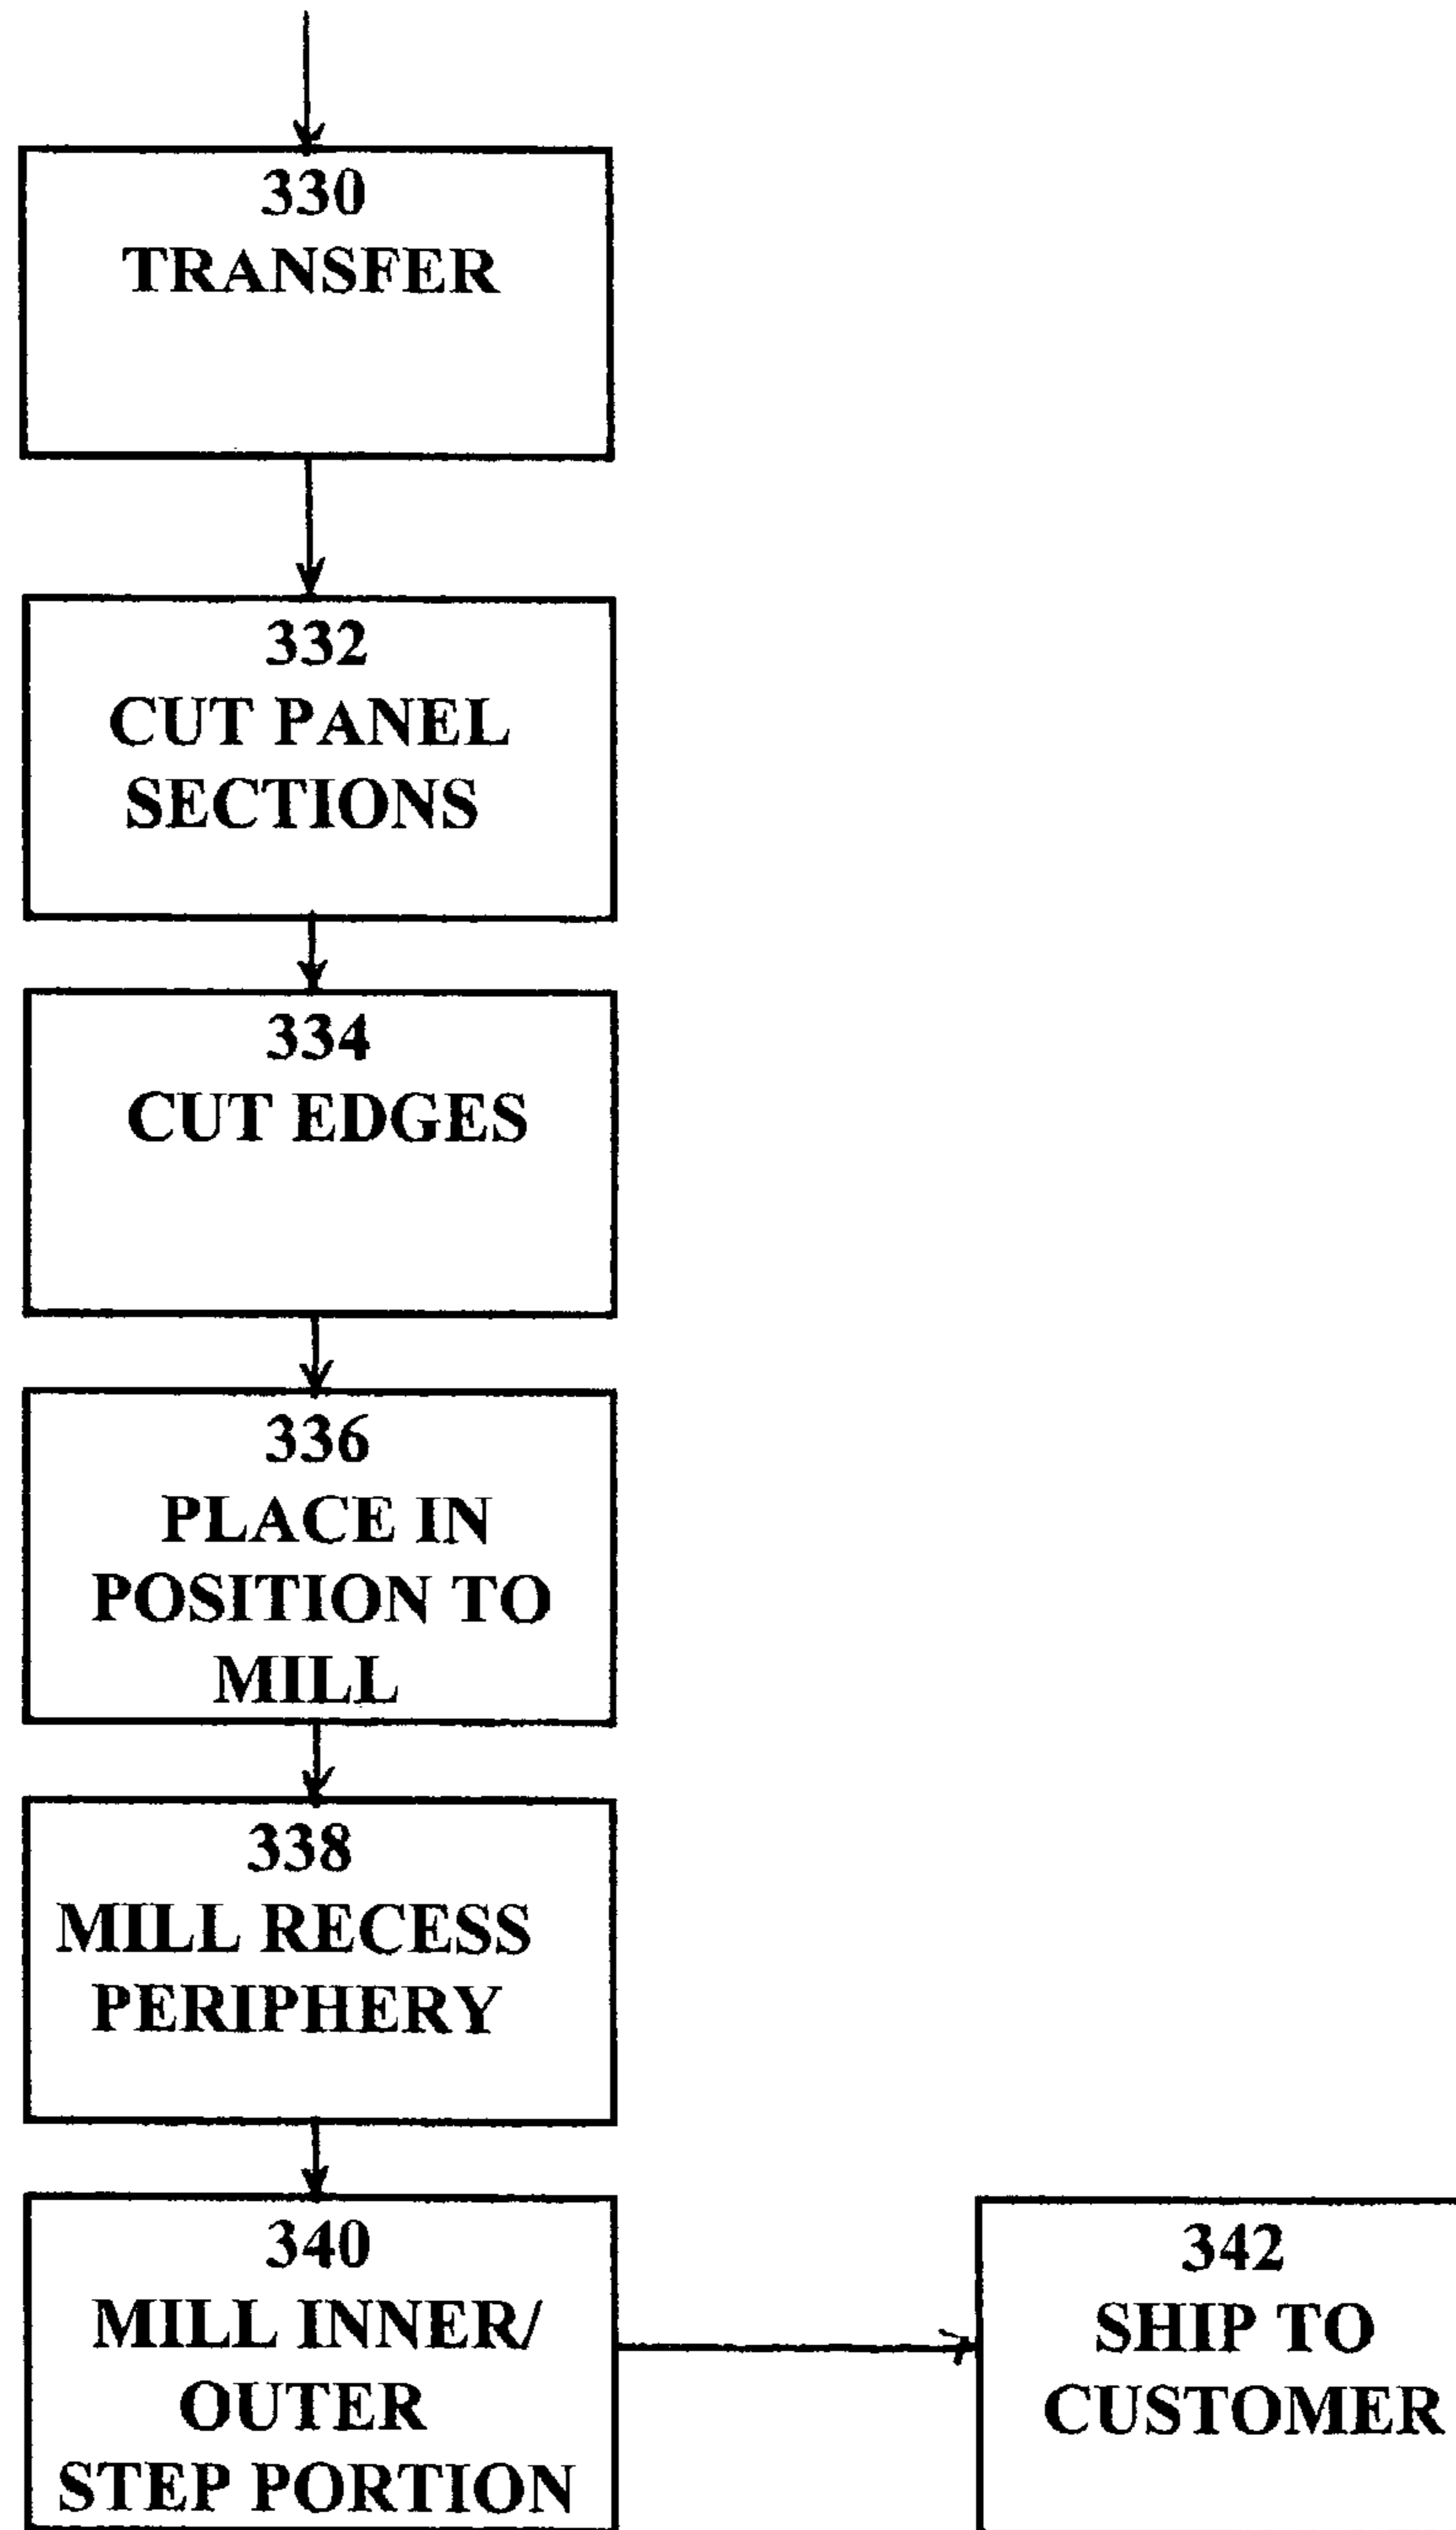 330
TRANSFER
332
CUT PANEL
SECTIONS
334
CUT EDGES
336
PLACE IN
POSITION TO
MILL
338
MILL RECESS
PERIPHERY
340
MILL INNER/
OUTER
STEP PORTION
342
SHIP TO
CUSTOMER